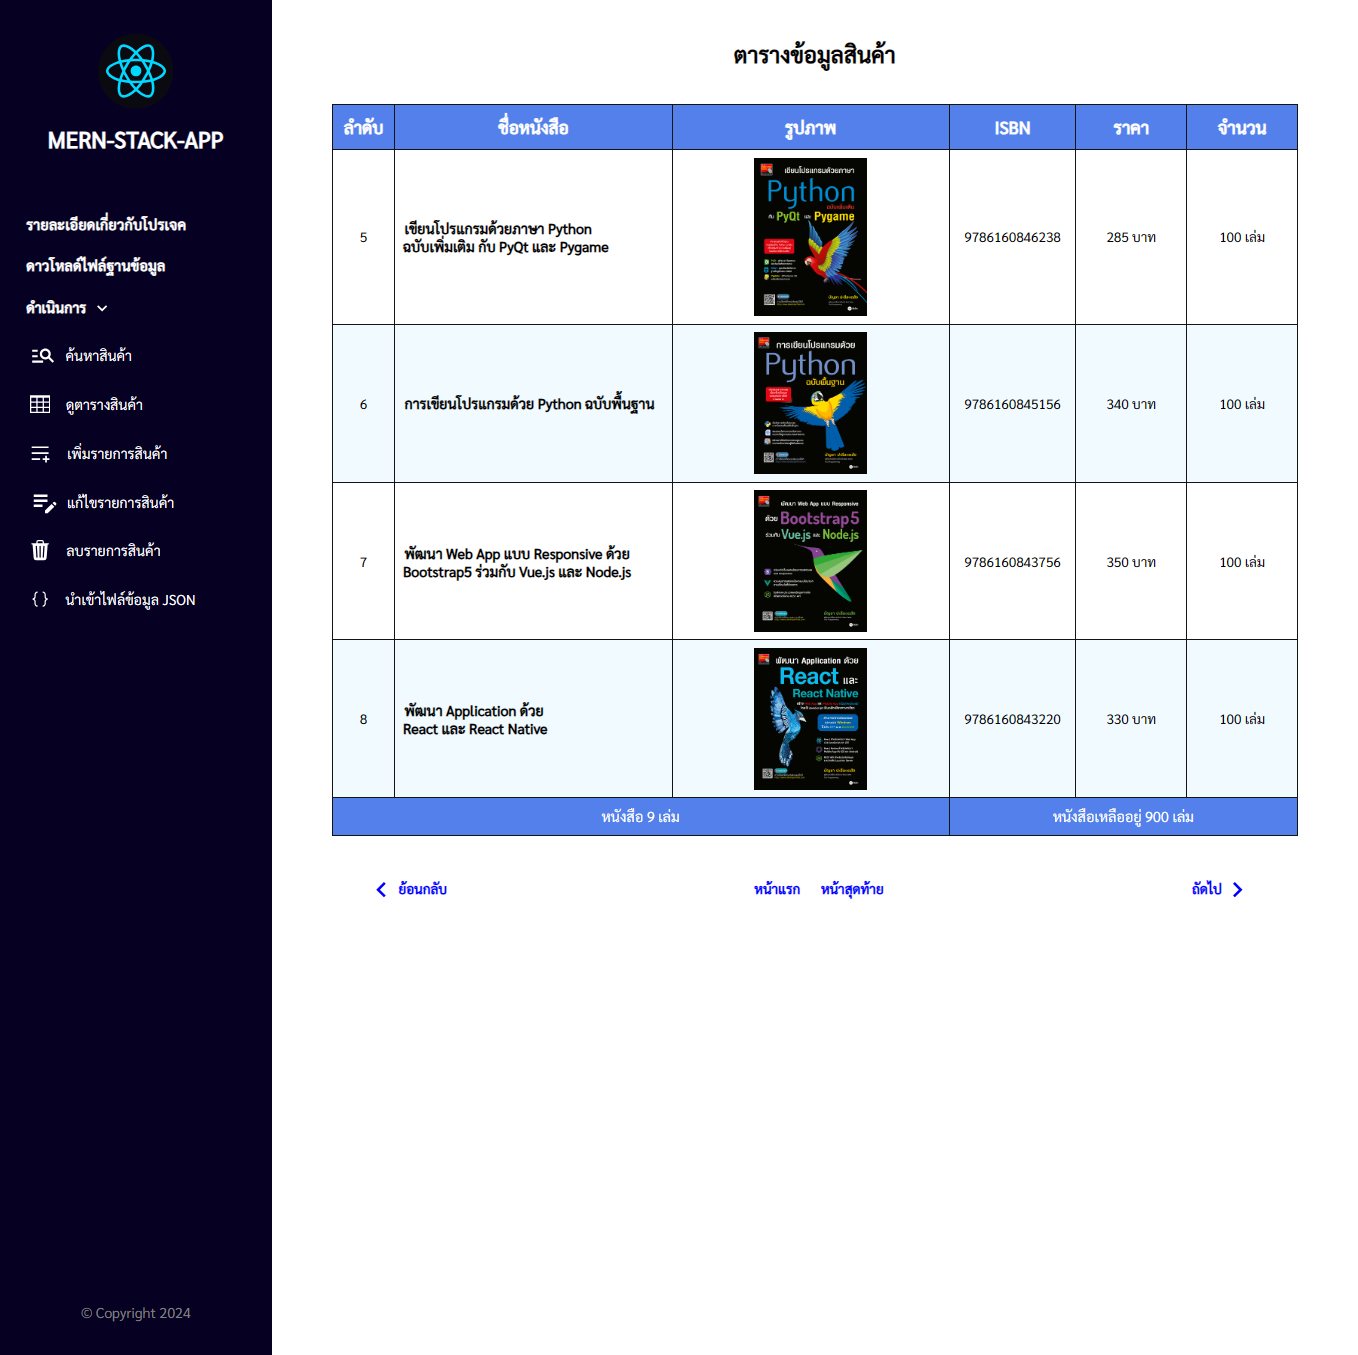 MERN-STACK-APP
รายละเอียดเกี่ยวกับโปรเจค
ดาวโหลด์ไฟล์ฐานข้อมูล
ดำเนินการ
ค้นหาสินค้า
ดูตารางสินค้า
เพิ่มรายการสินค้า
แก้ไขรายการสินค้า
ลบรายการสินค้า
นำเข้าไฟล์ข้อมูล JSON
© Copyright 2024
ตารางข้อมูลสินค้า
ลำดับ ชื่อหนังสือ รูปภาพ ISBN ราคา จำนวน
5 เขียนโปรแกรมด้วยภาษา Python
ฉบับเพิ่มเติม กับ PyQt และ Pygame
เขียนโปรแกรมด้วยภาษา
Python
ฉบับเพิ่มเติม
กับ PyQt และ Pygame
9786160846238 285 บาท 100 เล่ม
6 การเขียนโปรแกรมด้วย Python ฉบับพื้นฐาน
การเขียนโปรแกรมด้วย
Python
ฉบับพื้นฐาน
9786160845156 340 บาท 100 เล่ม
7 พัฒนา Web App แบบ Responsive ด้วย
Bootstrap5 ร่วมกับ Vue.js และ Node.js
พัฒนา Web App แบบ Responsive
ด้วย Bootstrap5
ร่วมกับ Vue.js และ Node.js
9786160843756 350 บาท 100 เล่ม
8 พัฒนา Application ด้วย
React และ React Native
พัฒนา Application ด้วย
React และ
React Native
9786160843220 330 บาท 100 เล่ม
หนังสือ 9 เล่ม หนังสือเหลืออยู่ 900 เล่ม
ย้อนกลับ หน้าแรก หน้าสุดท้าย ถัดไป